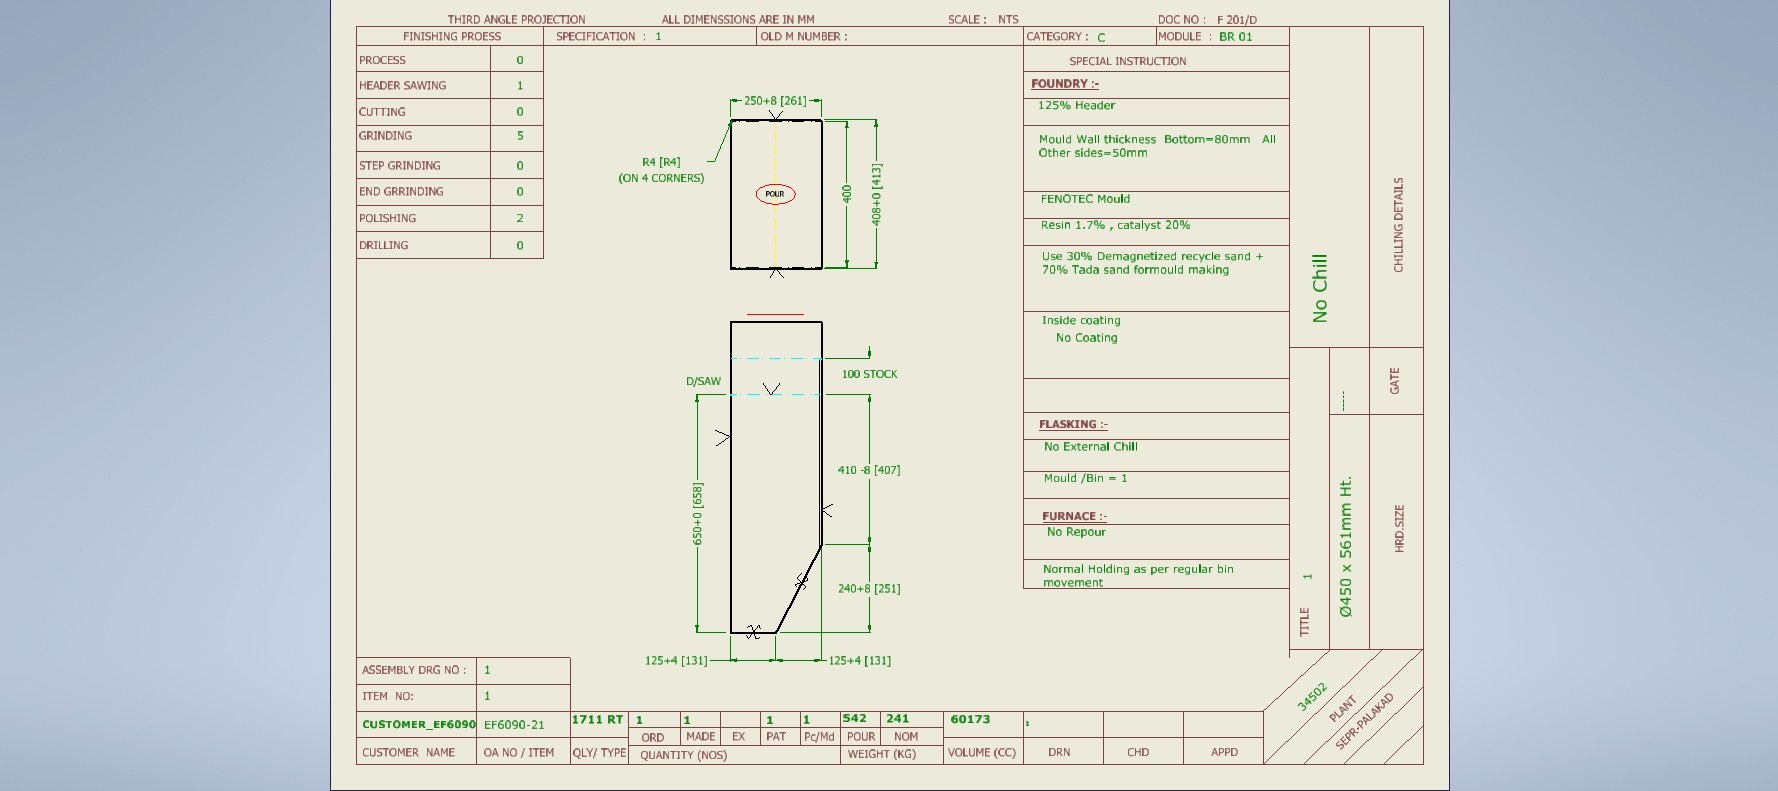 THIRD ANGLE PROJECTION ALL DIMENSSIONS ARE IN MM SCALE : NTS DOC NO : F 201/D
FINISHING PROESS SPECIFICATION : 1 OLD M NUMBER : CATEGORY : C MODULE : BR 01
PROCESS 0
HEADER SAWING 1
CUTTING 0
GRINDING 5
STEP GRINDING 0
END GRRINDING 0
POLISHING 2
DRILLING 0
250+8 [261]
R4 [R4]
(ON 4 CORNERS)
POUR
400
408+0 [413]
D/SAW
100 STOCK
650+0 [658]
410 -8 [407]
240+8 [251]
125+4 [131]
125+4 [131]
SPECIAL INSTRUCTION
FOUNDRY :-
125% Header
Mould Wall thickness Bottom=80mm All
Other sides=50mm
FENOTEC Mould
Resin 1.7% , catalyst 20%
Use 30% Demagnetized recycle sand +
70% Tada sand formould making
Inside coating
No Coating
FLASKING :-
No External Chill
Mould /Bin = 1
FURNACE :-
No Repour
Normal Holding as per regular bin
movement
No Chill
CHILLING DETAILS
------
GATE
TITLE 1
Ø450 x 561mm Ht.
HRD.SIZE
34502
PLANT
SEPR-PALAKAD
ASSEMBLY DRG NO : 1
ITEM NO: 1
CUSTOMER_EF6090 EF6090-21 1711 RT 1 1 1 1 542 241 60173 1
ORD MADE EX PAT Pc/Md POUR NOM
CUSTOMER NAME OA NO / ITEM QLY/ TYPE QUANTITY (NOS) WEIGHT (KG) VOLUME (CC) DRN CHD APPD